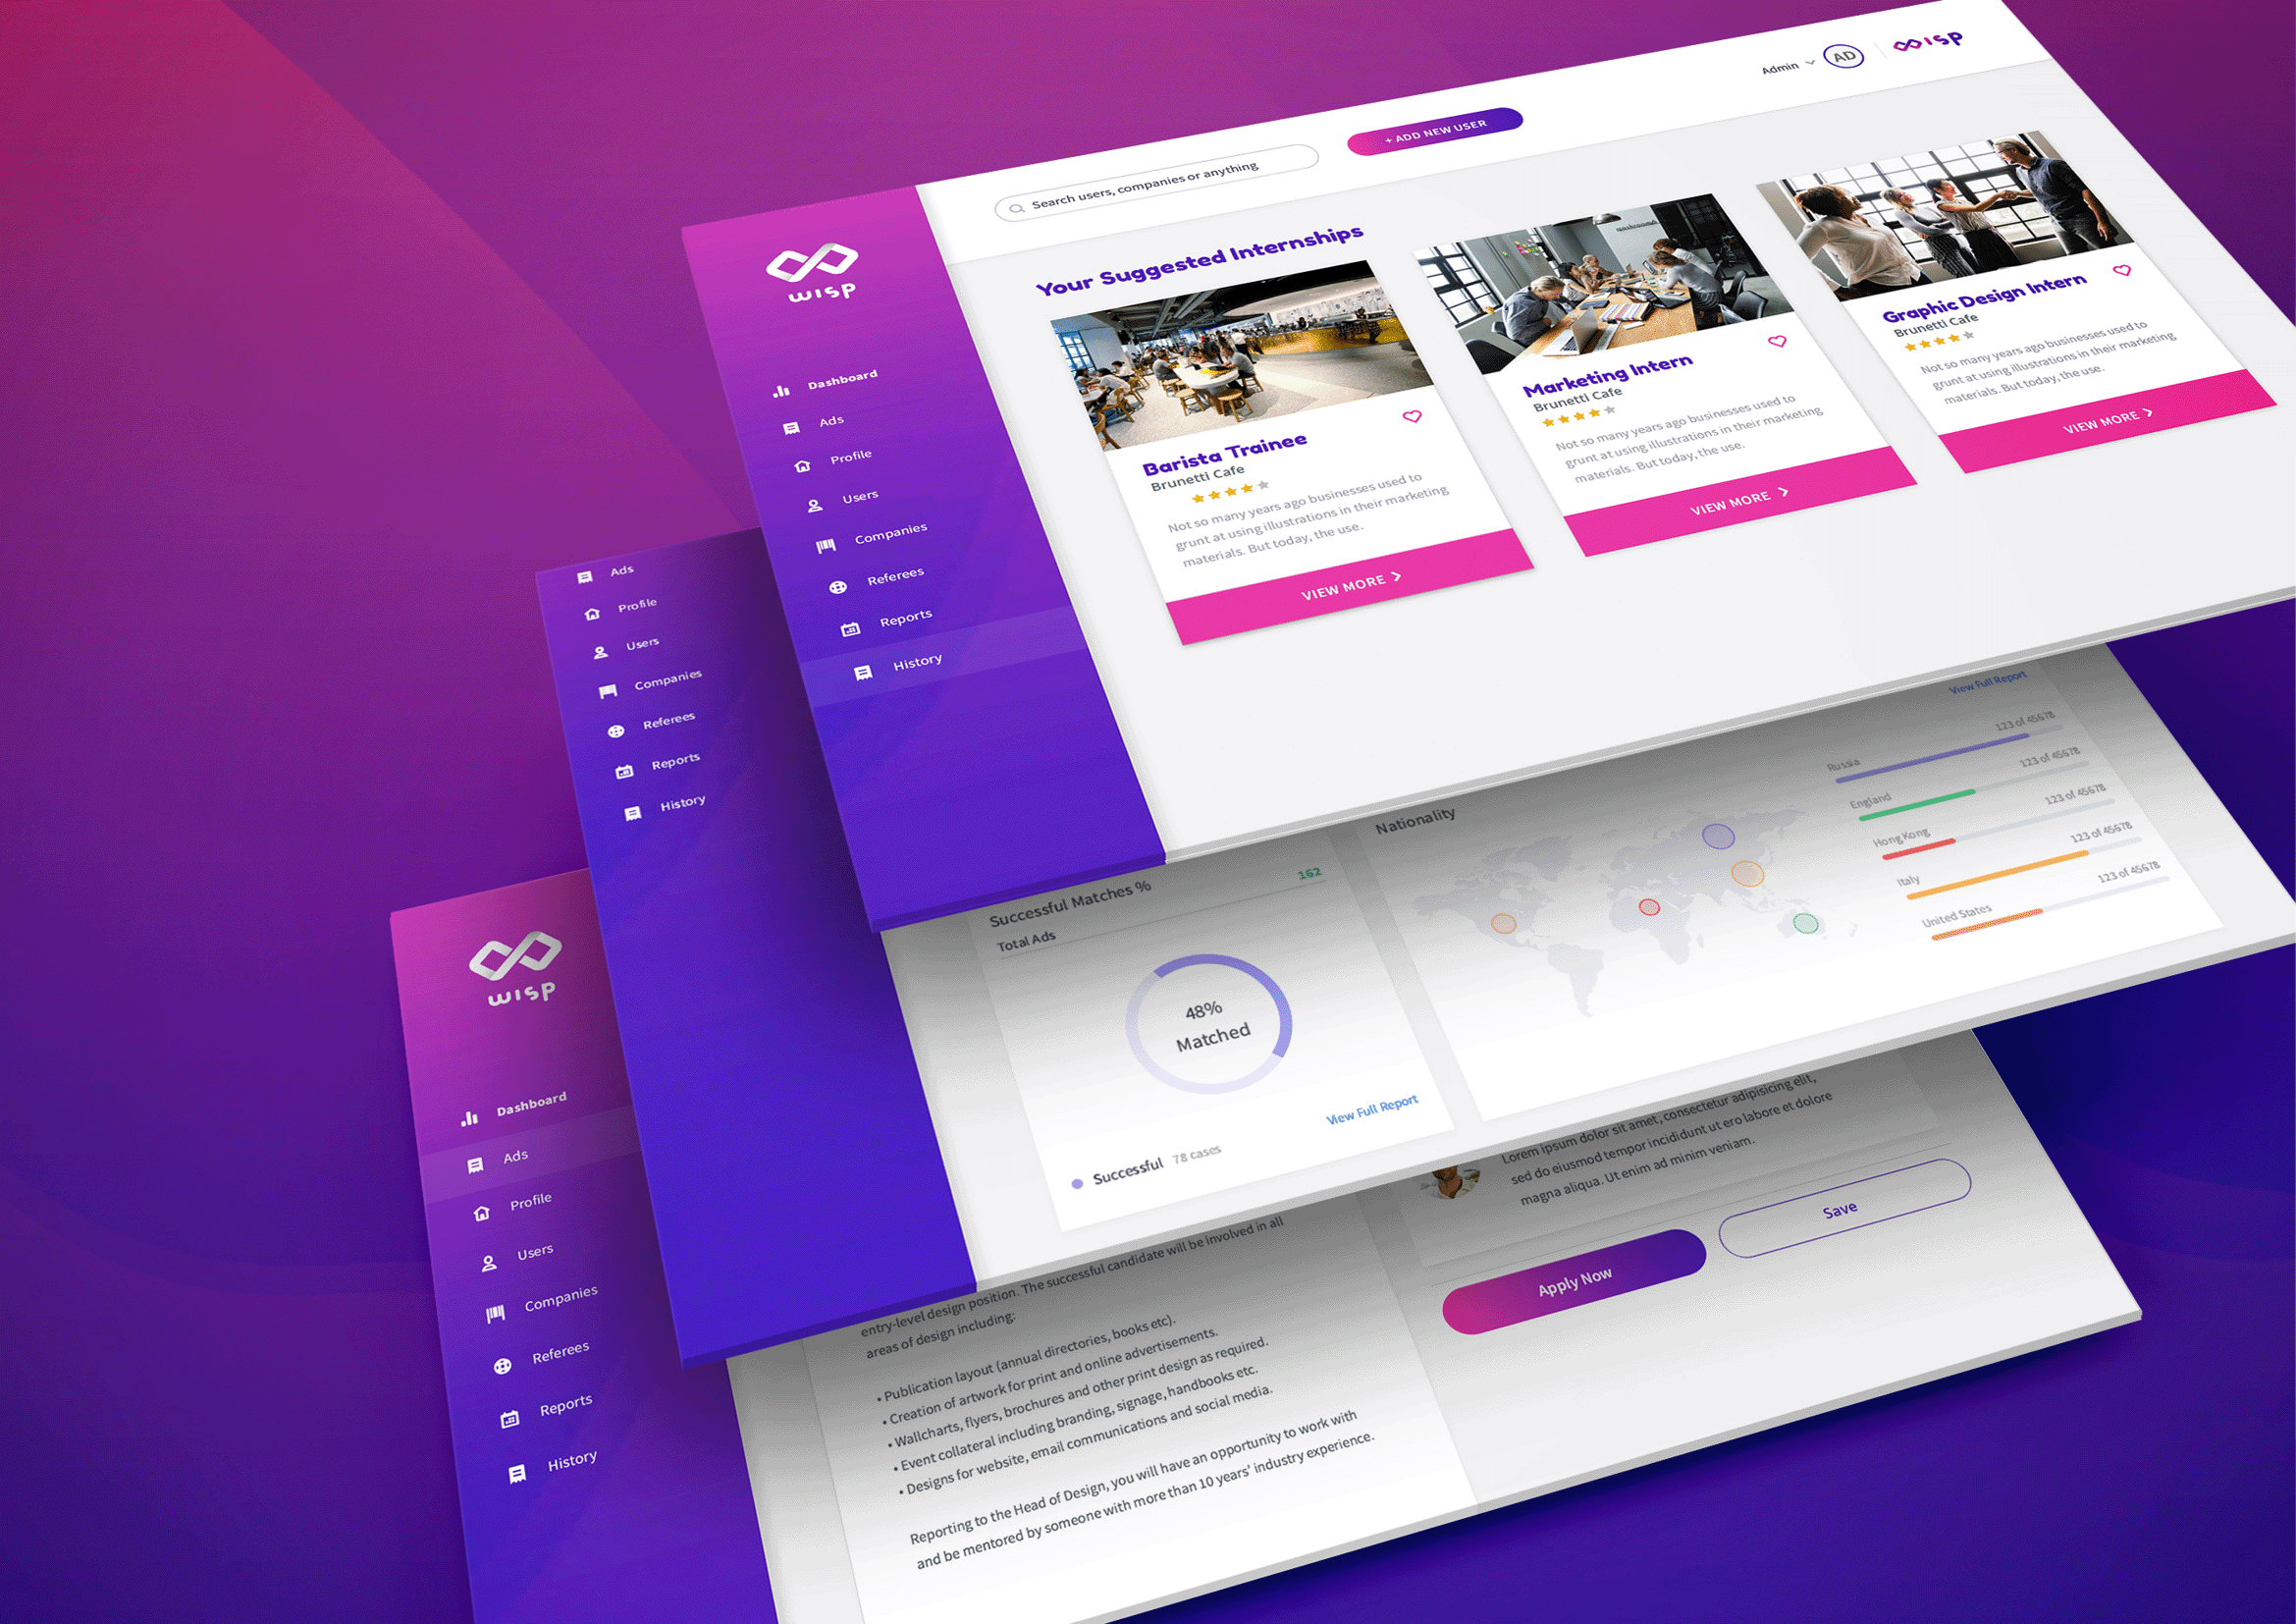 Admin
AD
wisp
+ ADD NEW USER
Search users, companies or anything
wisp
Dashboard
Ads
Profile
Users
Companies
Referees
Reports
History
Your Suggested Internships
Barista Trainee
Brunetti Cafe
Not so many years ago businesses used to
grunt at using illustrations in their marketing
materials. But today, the use.
VIEW MORE
Marketing Intern
Brunetti Cafe
Not so many years ago businesses used to
grunt at using illustrations in their marketing
materials. But today, the use.
VIEW MORE
Graphic Design Intern
Brunetti Cafe
Not so many years ago businesses used to
grunt at using illustrations in their marketing
materials. But today, the use.
VIEW MORE
Ads
Profile
Users
Companies
Referees
Reports
History
Successful Matches %
Total Ads
162
48%
Matched
View Full Report
Successful 78 cases
Nationality
View Full Report
Russia 123 of 45678
England 123 of 45678
Hong Kong 123 of 45678
Italy 123 of 45678
United States 123 of 45678
wisp
Dashboard
Ads
Profile
Users
Companies
Referees
Reports
History
entry-level design position. The successful candidate will be involved in all
areas of design including:
• Publication layout (annual directories, books etc).
• Creation of artwork for print and online advertisements.
• Wallcharts, flyers, brochures and other print design as required.
• Event collateral including branding, signage, handbooks etc.
• Designs for website, email communications and social media.
Reporting to the Head of Design, you will have an opportunity to work with
and be mentored by someone with more than 10 years' industry experience.
Lorem ipsum dolor sit amet, consectetur adipisicing elit,
sed do eiusmod tempor incididunt ut ero labore et dolore
magna aliqua. Ut enim ad minim veniam.
Apply Now
Save